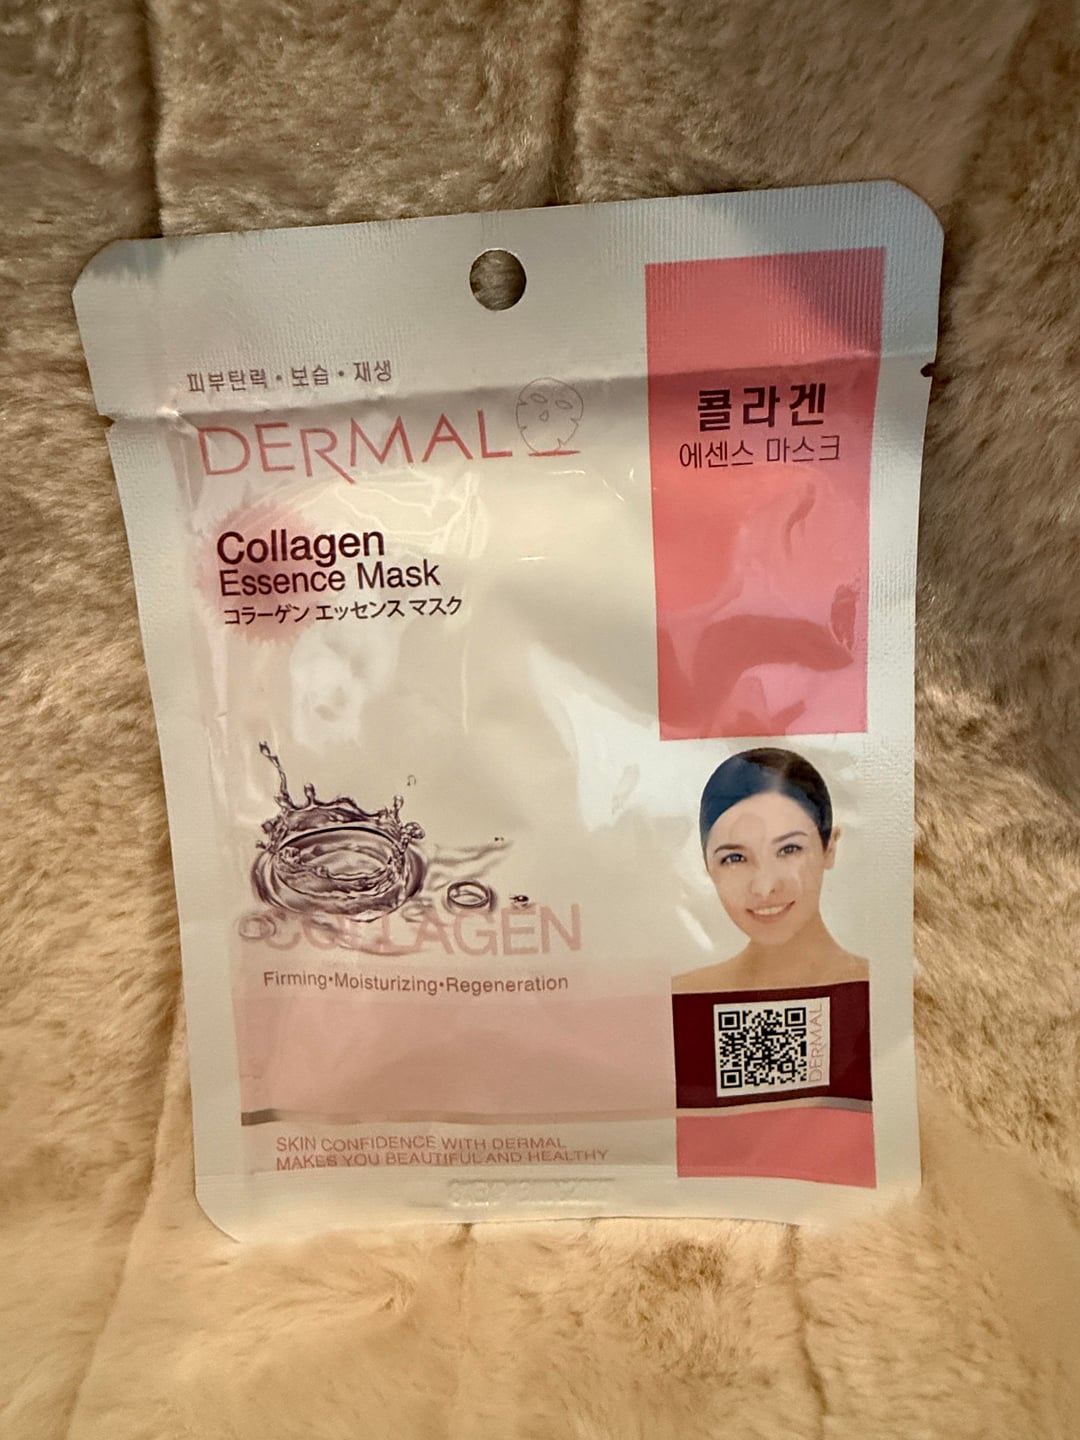 피부탄력 • 보습 • 재생
DERMAL
콜라겐
에센스 마스크
Collagen
Essence Mask
コラーゲン エッセンス マスク
COLLAGEN
Firming•Moisturizing•Regeneration
DERMAL
SKIN CONFIDENCE WITH DERMAL
MAKES YOU BEAUTIFUL AND HEALTHY